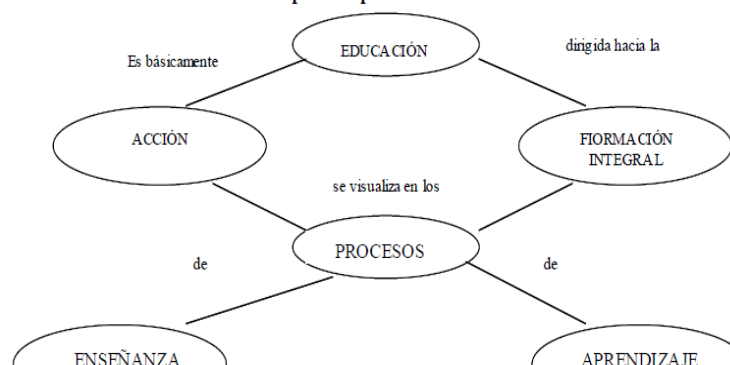 EDUCACIÓN
dirigida hacia la
Es básicamente
ACCIÓN
FIORMACIÓN
INTEGRAL
se visualiza en los
PROCESOS
de
de
ENSEÑANZA
APRENDIZAJE